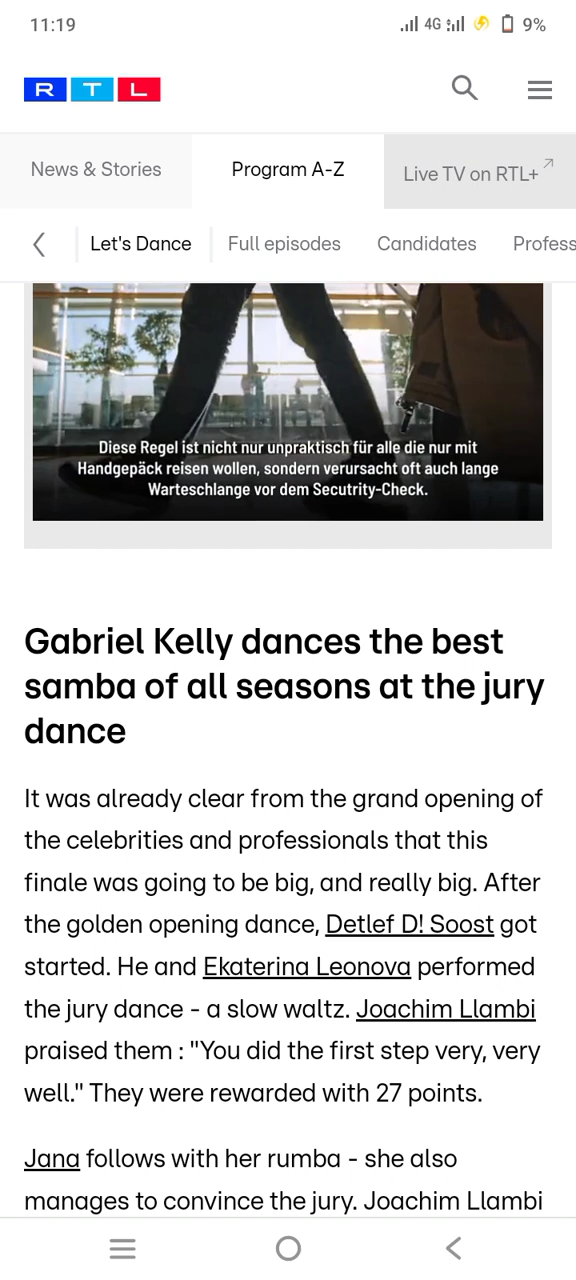 11:19
4G
9%
RTL
News & Stories
Program A-Z
Live TV on RTL+
Let's Dance
Full episodes
Candidates
Profess
Diese Regel ist nicht nur unpraktisch für alle die nur mit
Handgepäck reisen wollen, sondern verursacht oft auch lange
Warteschlange vor dem Secutrity-Check.
Gabriel Kelly dances the best
samba of all seasons at the jury
dance
It was already clear from the grand opening of
the celebrities and professionals that this
finale was going to be big, and really big. After
the golden opening dance, Detlef D! Soost got
started. He and Ekaterina Leonova performed
the jury dance - a slow waltz. Joachim Llambi
praised them : "You did the first step very, very
well." They were rewarded with 27 points.
Jana follows with her rumba - she also
manages to convince the jury. Joachim Llambi